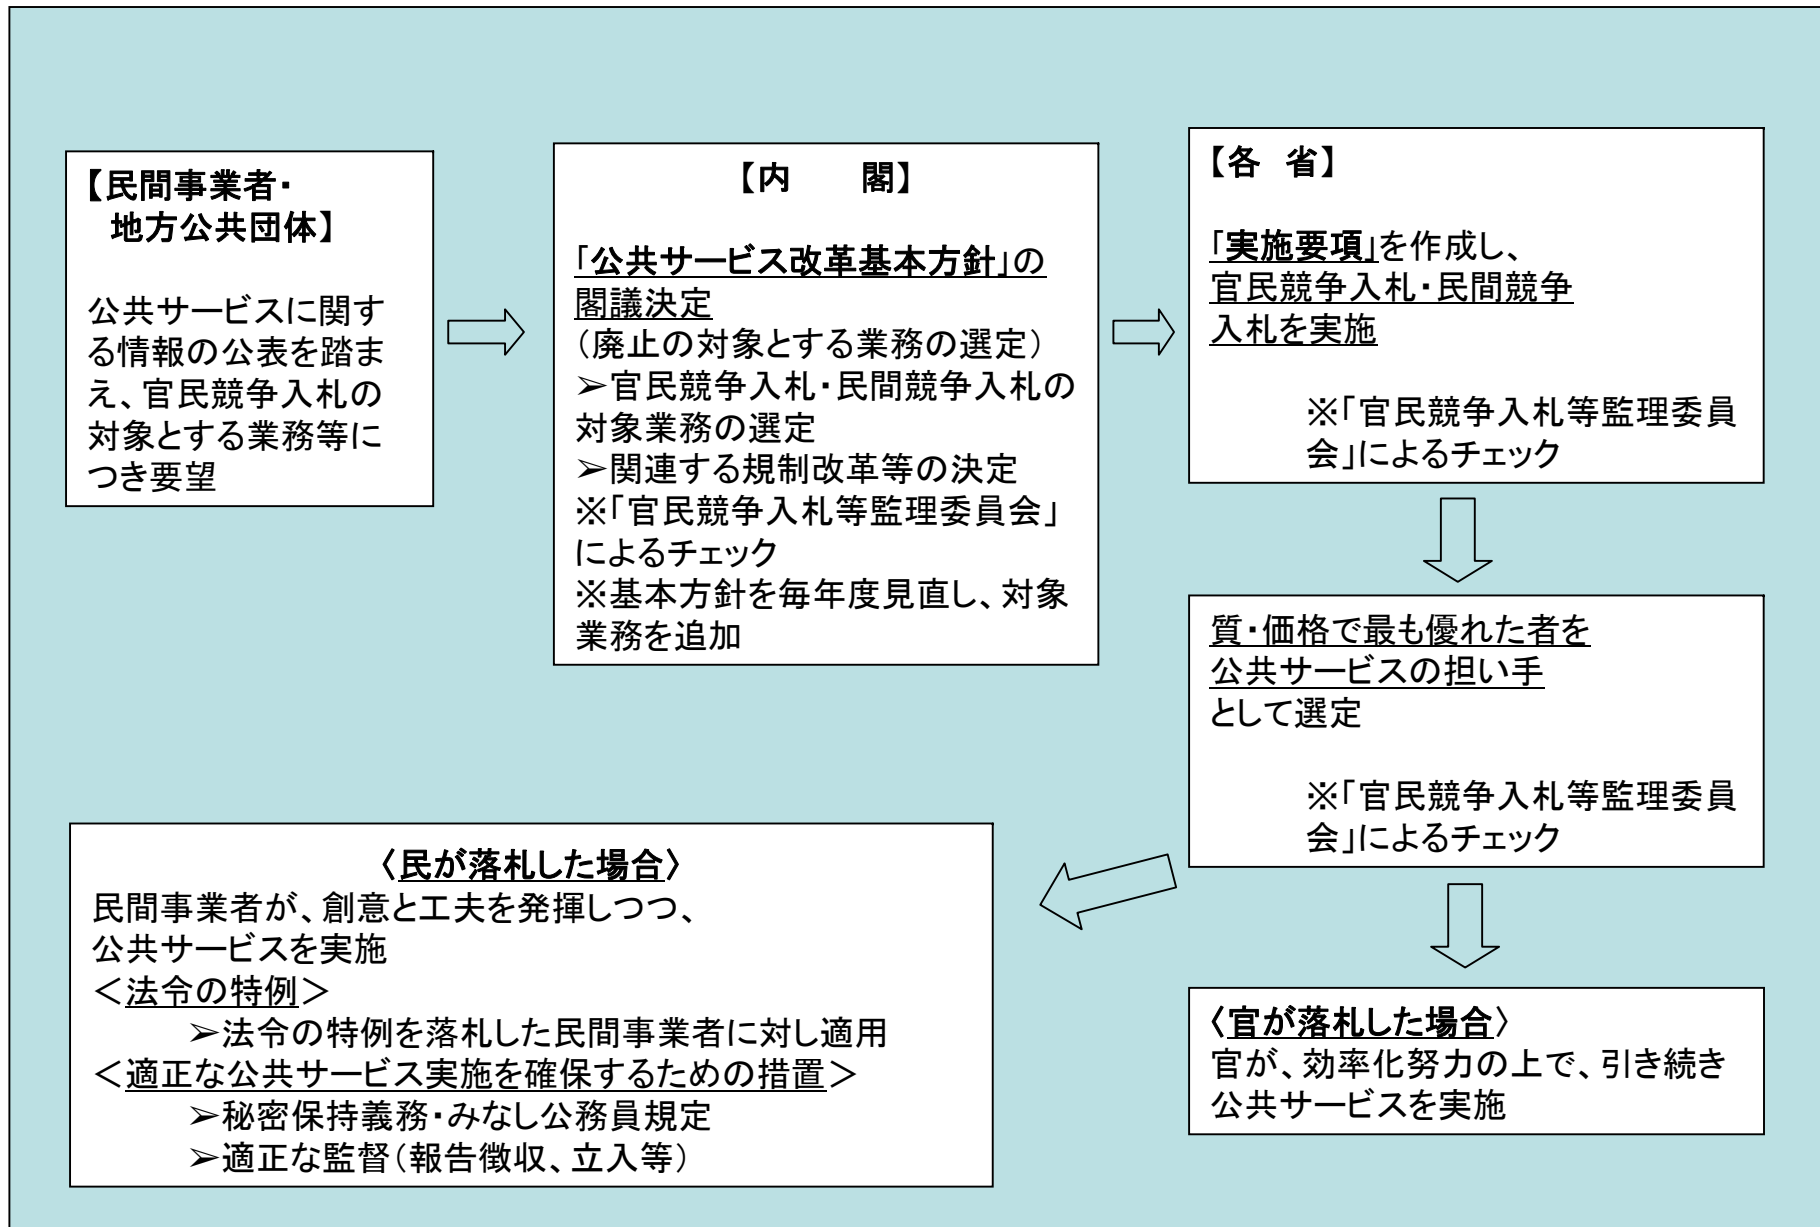 【民間事業者・
地方公共団体】
公共サービスに関す
る情報の公表を踏ま
え、官民競争入札の
対象とする業務等に
つき要望
【内　　閣】
「公共サービス改革基本方針」の
閣議決定
（廃止の対象とする業務の選定）
➢官民競争入札・民間競争入札の
対象業務の選定
➢関連する規制改革等の決定
※「官民競争入札等監理委員会」
によるチェック
※基本方針を毎年度見直し、対象
業務を追加
【各　省】
「実施要項」を作成し、
官民競争入札・民間競争
入札を実施
※「官民競争入札等監理委員
会」によるチェック
質・価格で最も優れた者を
公共サービスの担い手
として選定
※「官民競争入札等監理委員
会」によるチェック
〈民が落札した場合〉
民間事業者が、創意と工夫を発揮しつつ、
公共サービスを実施
＜法令の特例＞
➢法令の特例を落札した民間事業者に対し適用
＜適正な公共サービス実施を確保するための措置＞
➢秘密保持義務・みなし公務員規定
➢適正な監督（報告徴収、立入等）
〈官が落札した場合〉
官が、効率化努力の上で、引き続き
公共サービスを実施